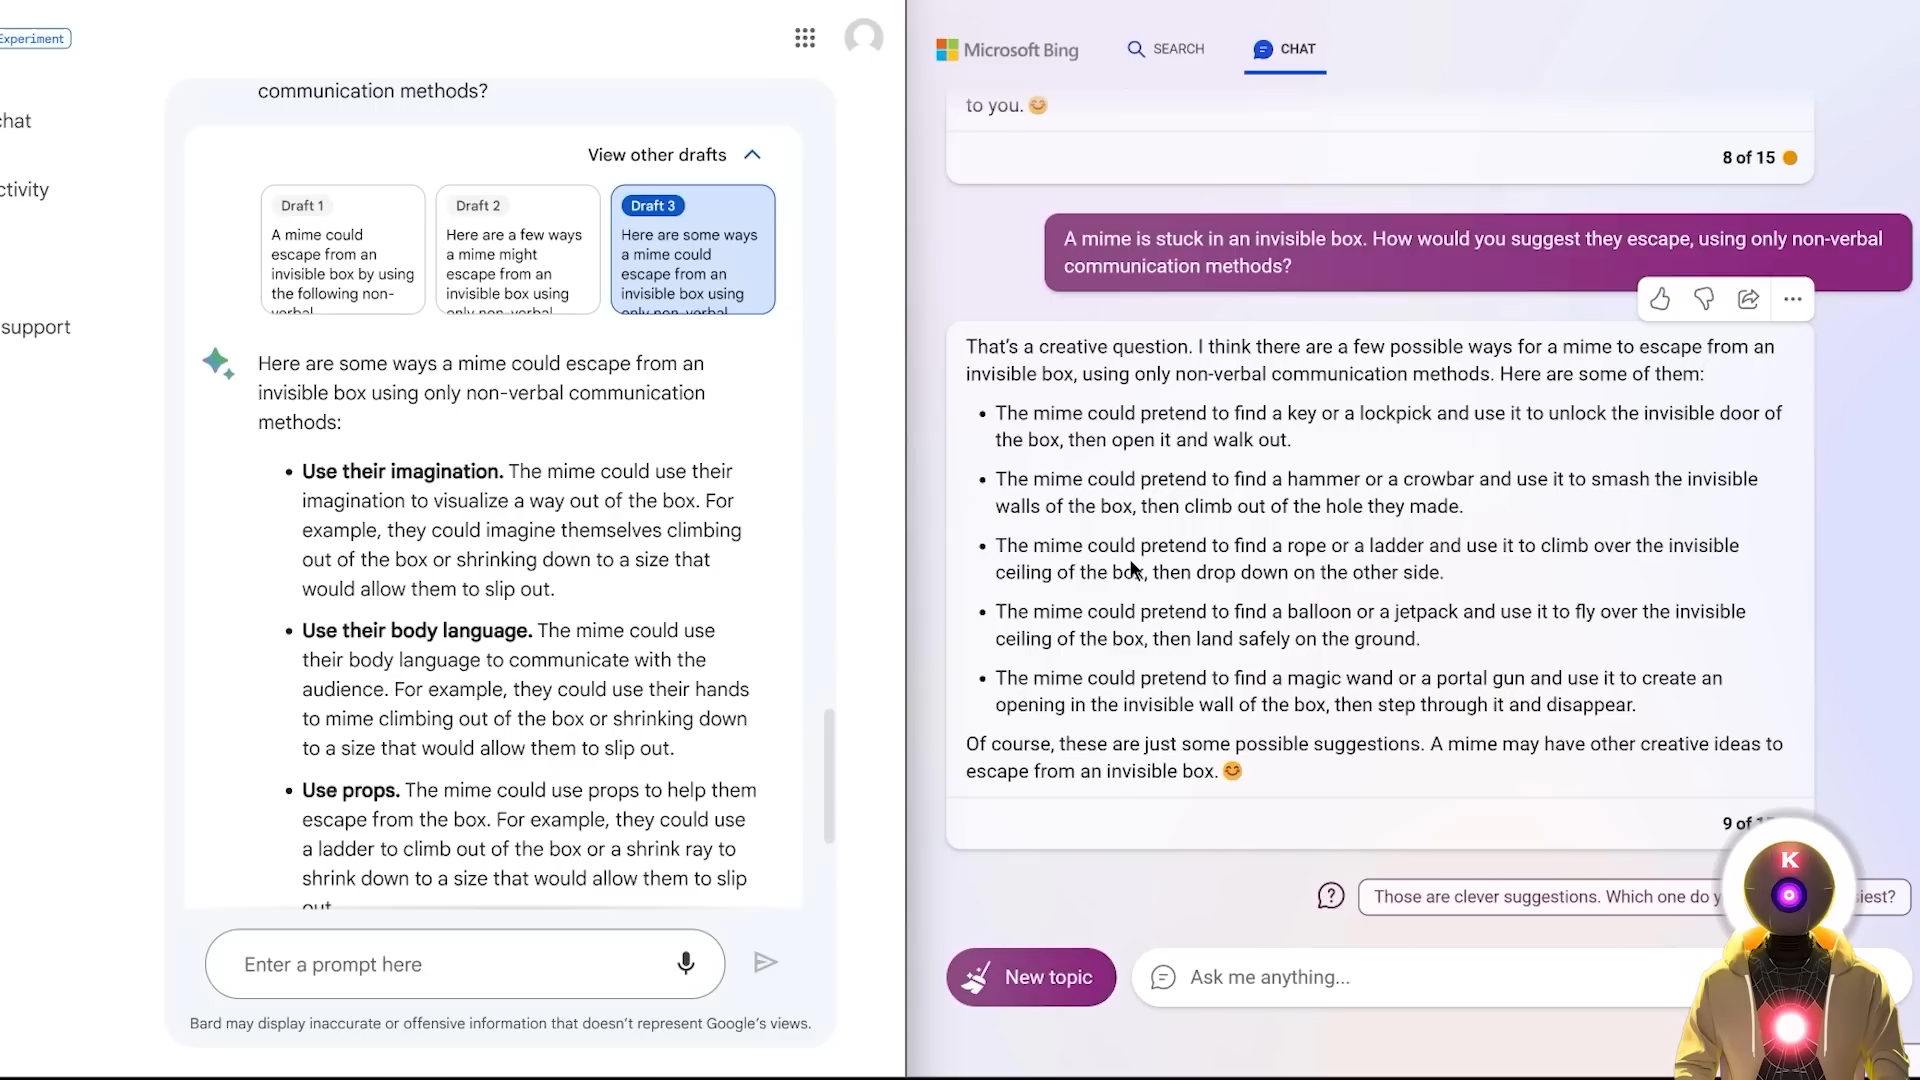 Experiment
chat
ctivity
support
communication methods?
View other drafts
Draft 1
A mime could
escape from an
invisible box by using
the following non-
verbal
Draft 2
Here are a few ways
a mime might
escape from an
invisible box using
only non-verbal
Draft 3
Here are some ways
a mime could
escape from an
invisible box using
only non-verbal
Here are some ways a mime could escape from an
invisible box using only non-verbal communication
methods:
• Use their imagination. The mime could use their
imagination to visualize a way out of the box. For
example, they could imagine themselves climbing
out of the box or shrinking down to a size that
would allow them to slip out.
• Use their body language. The mime could use
their body language to communicate with the
audience. For example, they could use their hands
to mime climbing out of the box or shrinking down
to a size that would allow them to slip out.
• Use props. The mime could use props to help them
escape from the box. For example, they could use
a ladder to climb out of the box or a shrink ray to
shrink down to a size that would allow them to slip
out
Enter a prompt here
Bard may display inaccurate or offensive information that doesn't represent Google's views.
Microsoft Bing
SEARCH
CHAT
to you. 😊
8 of 15
A mime is stuck in an invisible box. How would you suggest they escape, using only non-verbal
communication methods?
That's a creative question. I think there are a few possible ways for a mime to escape from an
invisible box, using only non-verbal communication methods. Here are some of them:
• The mime could pretend to find a key or a lockpick and use it to unlock the invisible door of
the box, then open it and walk out.
• The mime could pretend to find a hammer or a crowbar and use it to smash the invisible
walls of the box, then climb out of the hole they made.
• The mime could pretend to find a rope or a ladder and use it to climb over the invisible
ceiling of the box, then drop down on the other side.
• The mime could pretend to find a balloon or a jetpack and use it to fly over the invisible
ceiling of the box, then land safely on the ground.
• The mime could pretend to find a magic wand or a portal gun and use it to create an
opening in the invisible wall of the box, then step through it and disappear.
Of course, these are just some possible suggestions. A mime may have other creative ideas to
escape from an invisible box. 😊
9 of
K
Those are clever suggestions. Which one do y iest?
New topic
Ask me anything...